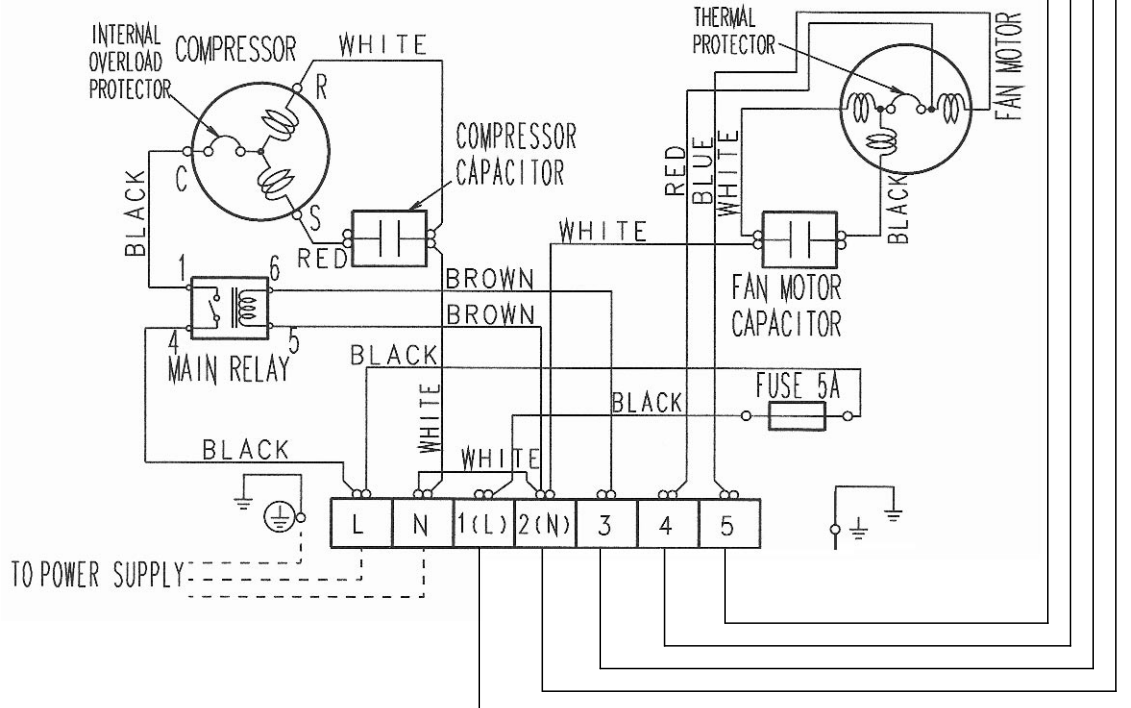 INTERNAL
OVERLOAD
PROTECTOR
COMPRESSOR
WHITE
R
C
S
BLACK
RED
COMPRESSOR
CAPACITOR
THERMAL
PROTECTOR
FAN MOTOR
RED
BLUE
WHITE
BLACK
WHITE
FAN MOTOR
CAPACITOR
1
6
4
5
MAIN RELAY
BROWN
BROWN
BLACK
WHITE
FUSE 5A
BLACK
BLACK
WHITE
L
N
1(L)
2(N)
3
4
5
TO POWER SUPPLY